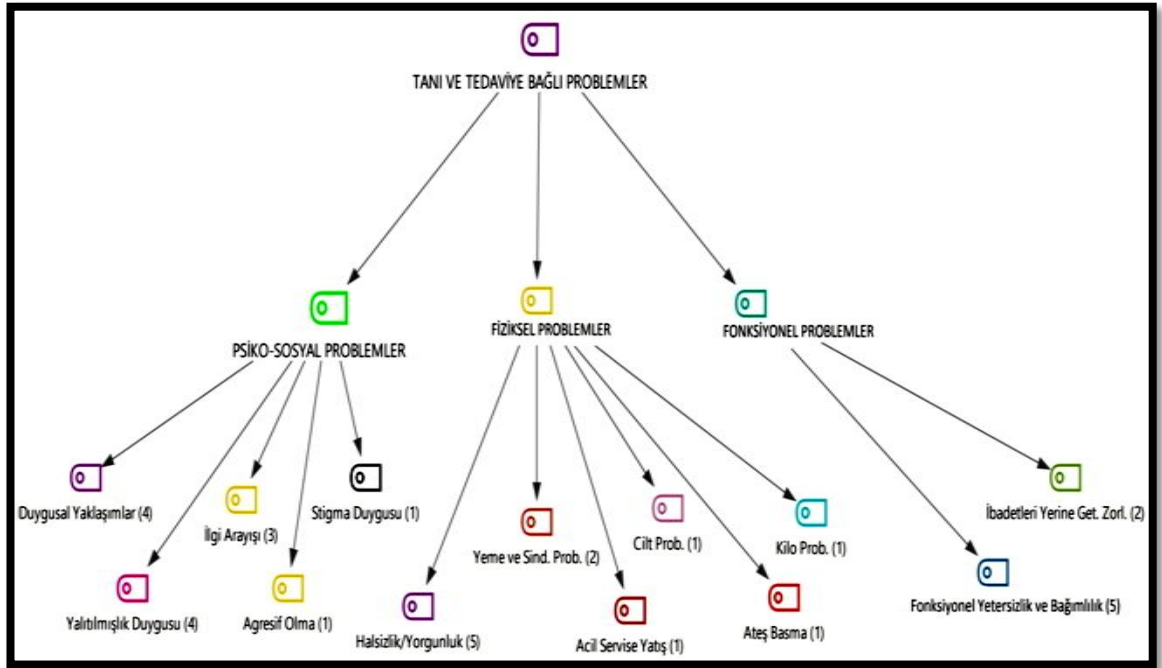 TANI VE TEDAVİYE BAĞLI PROBLEMLER
PSİKO-SOSYAL PROBLEMLER
FİZİKSEL PROBLEMLER
FONKSİYONEL PROBLEMLER
Duygusal Yaklaşımlar (4)
Yalıtılmışlık Duygusu (4)
İlgi Arayışı (3)
Agresif Olma (1)
Stigma Duygusu (1)
Halsizlik/Yorgunluk (5)
Yeme ve Sind. Prob. (2)
Acil Servise Yatış (1)
Cilt Prob. (1)
Ateş Basma (1)
Kilo Prob. (1)
Fonksiyonel Yetersizlik ve Bağımlılık (5)
İbadetleri Yerine Get. Zorl. (2)